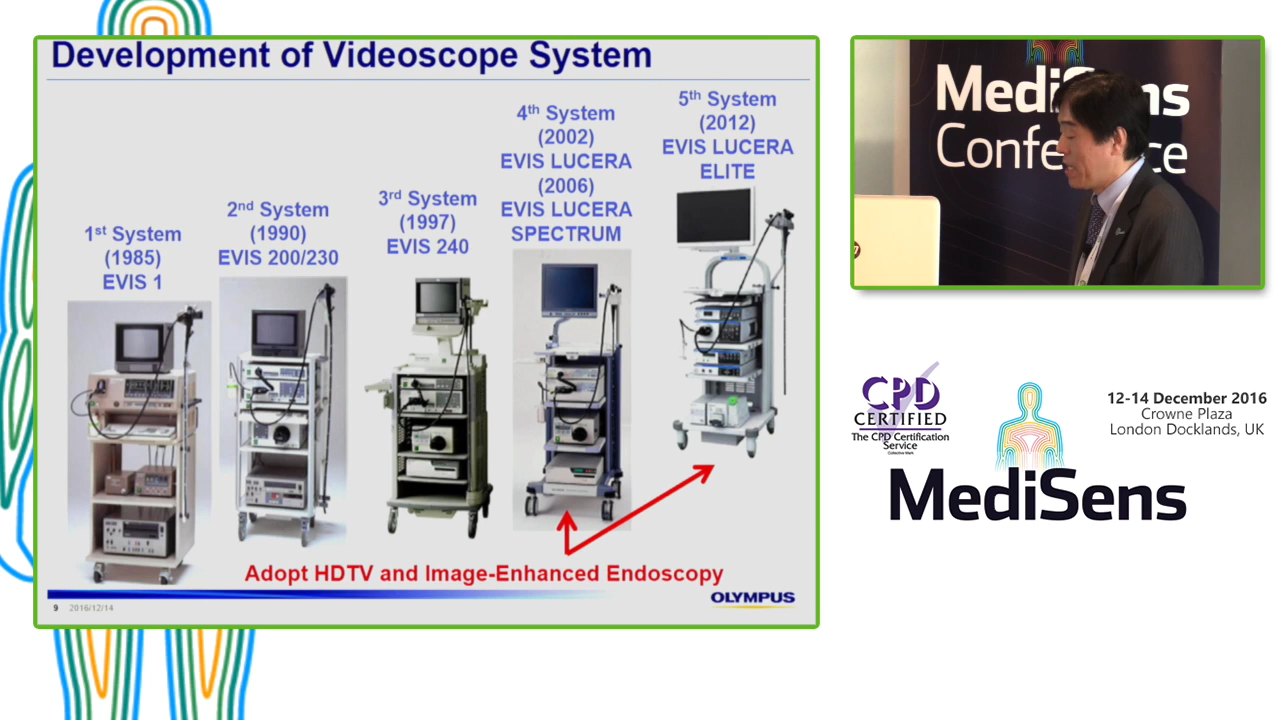 Development of Videoscope System
1st System
(1985)
EVIS 1
2nd System
(1990)
EVIS 200/230
3rd System
(1997)
EVIS 240
4th System
(2002)
EVIS LUCERA
(2006)
EVIS LUCERA
SPECTRUM
5th System
(2012)
EVIS LUCERA
ELITE
Adopt HDTV and Image-Enhanced Endoscopy
9 2016/12/14
OLYMPUS
MediSens
Conference
CPD
CERTIFIED
The CPD Certification
Service
Collective Mark
12-14 December 2016
Crowne Plaza
London Docklands, UK
MediSens